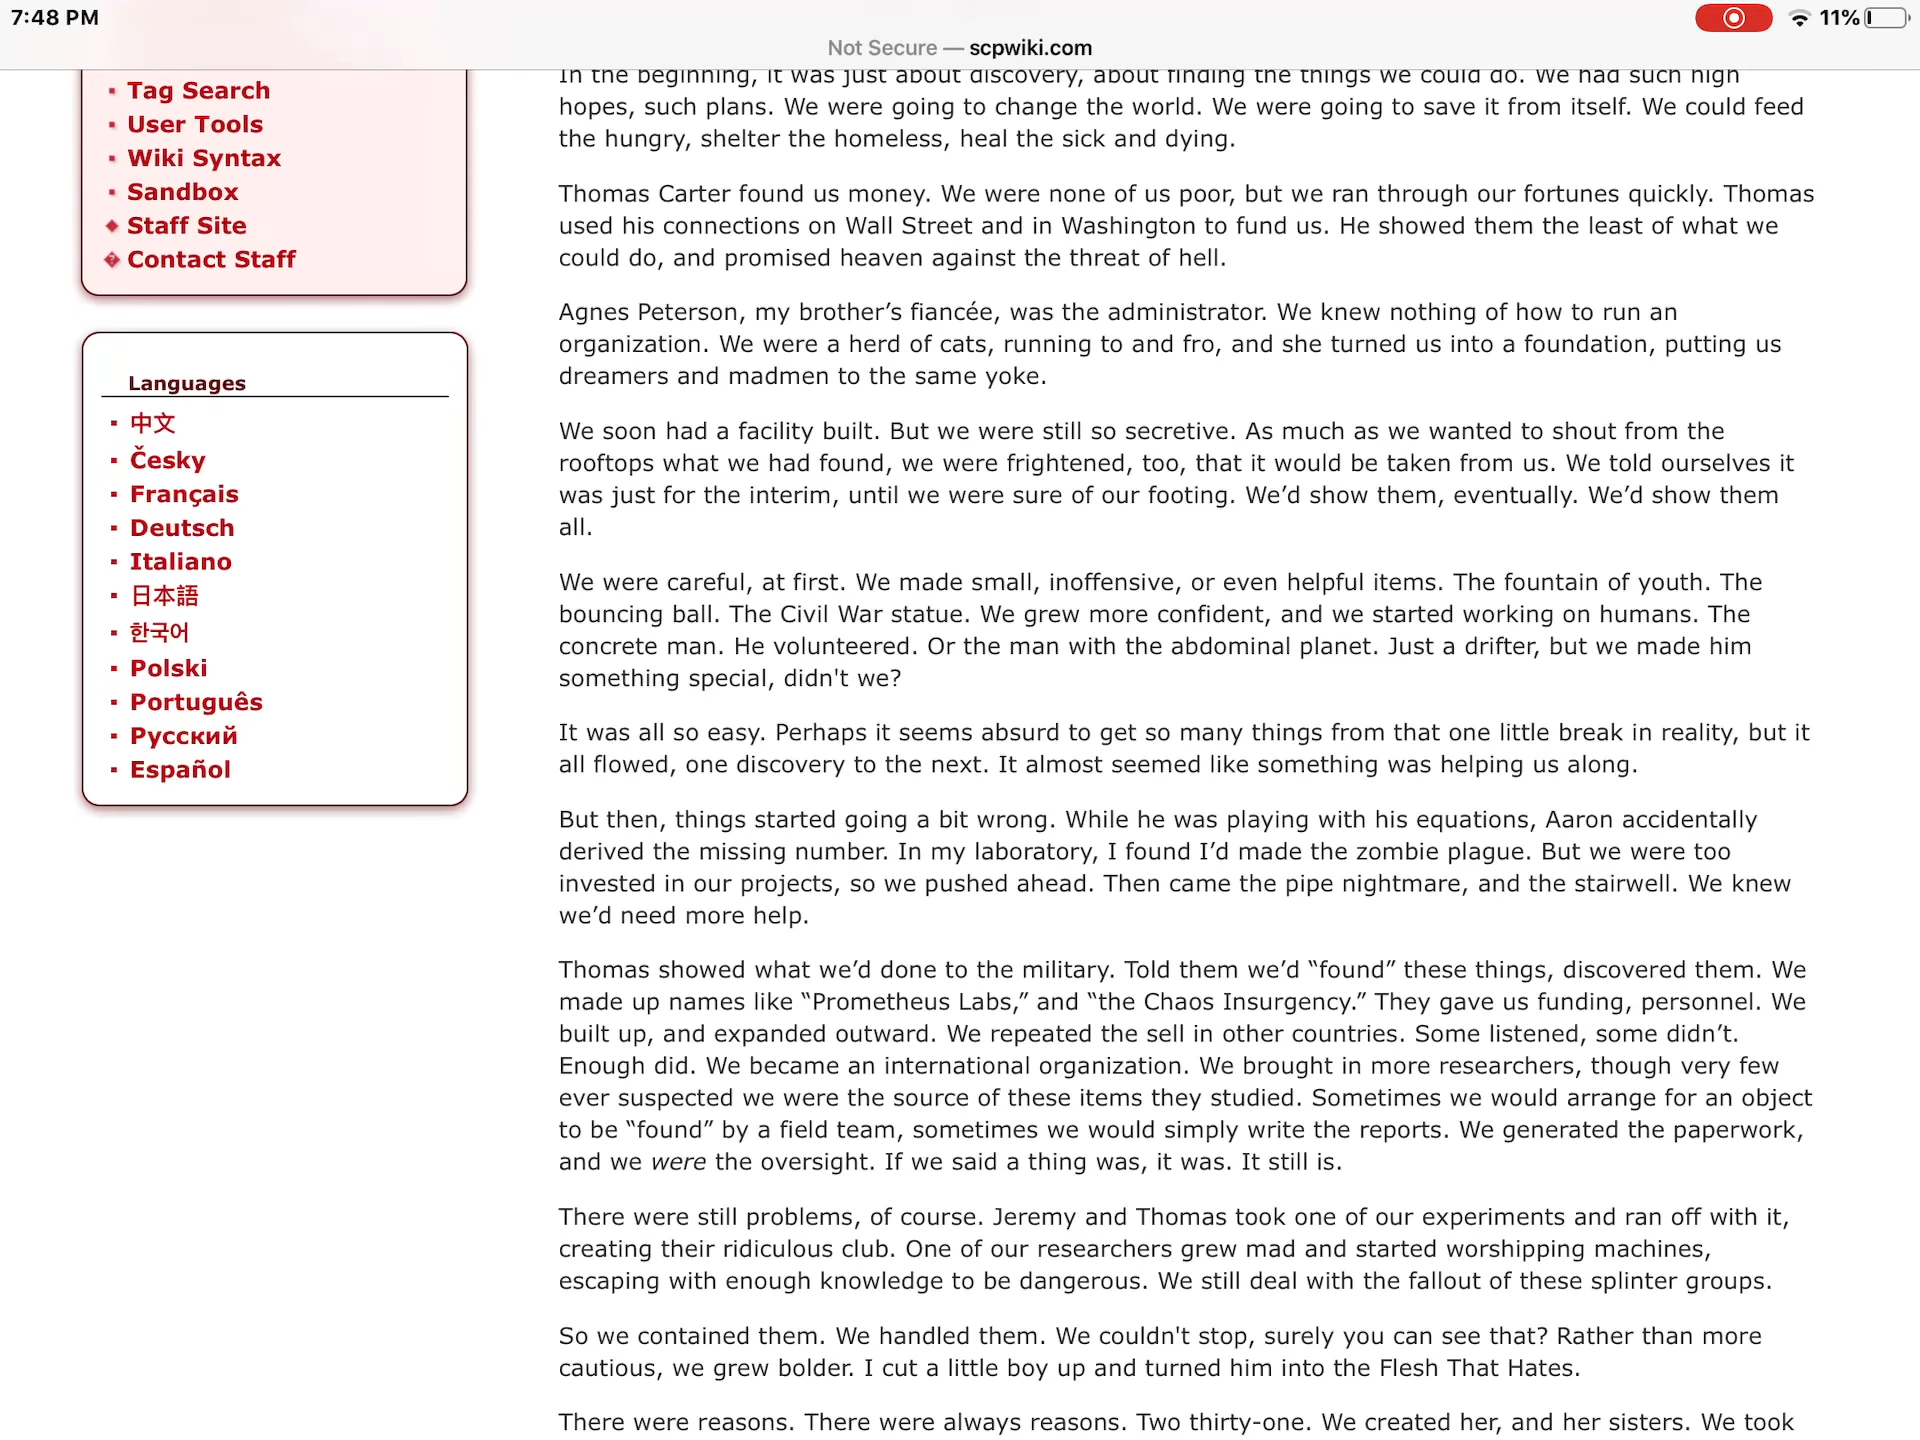 7:48 PM
11%
Not Secure — scpwiki.com
Tag Search
User Tools
Wiki Syntax
Sandbox
Staff Site
Contact Staff
Languages
中文
Česky
Français
Deutsch
Italiano
日本語
한국어
Polski
Português
Русский
Español
In the beginning, it was just about discovery, about finding the things we could do. We had such high
hopes, such plans. We were going to change the world. We were going to save it from itself. We could feed
the hungry, shelter the homeless, heal the sick and dying.
Thomas Carter found us money. We were none of us poor, but we ran through our fortunes quickly. Thomas
used his connections on Wall Street and in Washington to fund us. He showed them the least of what we
could do, and promised heaven against the threat of hell.
Agnes Peterson, my brother’s fiancée, was the administrator. We knew nothing of how to run an
organization. We were a herd of cats, running to and fro, and she turned us into a foundation, putting us
dreamers and madmen to the same yoke.
We soon had a facility built. But we were still so secretive. As much as we wanted to shout from the
rooftops what we had found, we were frightened, too, that it would be taken from us. We told ourselves it
was just for the interim, until we were sure of our footing. We’d show them, eventually. We’d show them
all.
We were careful, at first. We made small, inoffensive, or even helpful items. The fountain of youth. The
bouncing ball. The Civil War statue. We grew more confident, and we started working on humans. The
concrete man. He volunteered. Or the man with the abdominal planet. Just a drifter, but we made him
something special, didn't we?
It was all so easy. Perhaps it seems absurd to get so many things from that one little break in reality, but it
all flowed, one discovery to the next. It almost seemed like something was helping us along.
But then, things started going a bit wrong. While he was playing with his equations, Aaron accidentally
derived the missing number. In my laboratory, I found I’d made the zombie plague. But we were too
invested in our projects, so we pushed ahead. Then came the pipe nightmare, and the stairwell. We knew
we’d need more help.
Thomas showed what we’d done to the military. Told them we’d “found” these things, discovered them. We
made up names like “Prometheus Labs,” and “the Chaos Insurgency.” They gave us funding, personnel. We
built up, and expanded outward. We repeated the sell in other countries. Some listened, some didn’t.
Enough did. We became an international organization. We brought in more researchers, though very few
ever suspected we were the source of these items they studied. Sometimes we would arrange for an object
to be “found” by a field team, sometimes we would simply write the reports. We generated the paperwork,
and we were the oversight. If we said a thing was, it was. It still is.
There were still problems, of course. Jeremy and Thomas took one of our experiments and ran off with it,
creating their ridiculous club. One of our researchers grew mad and started worshipping machines,
escaping with enough knowledge to be dangerous. We still deal with the fallout of these splinter groups.
So we contained them. We handled them. We couldn't stop, surely you can see that? Rather than more
cautious, we grew bolder. I cut a little boy up and turned him into the Flesh That Hates.
There were reasons. There were always reasons. Two thirty-one. We created her, and her sisters. We took